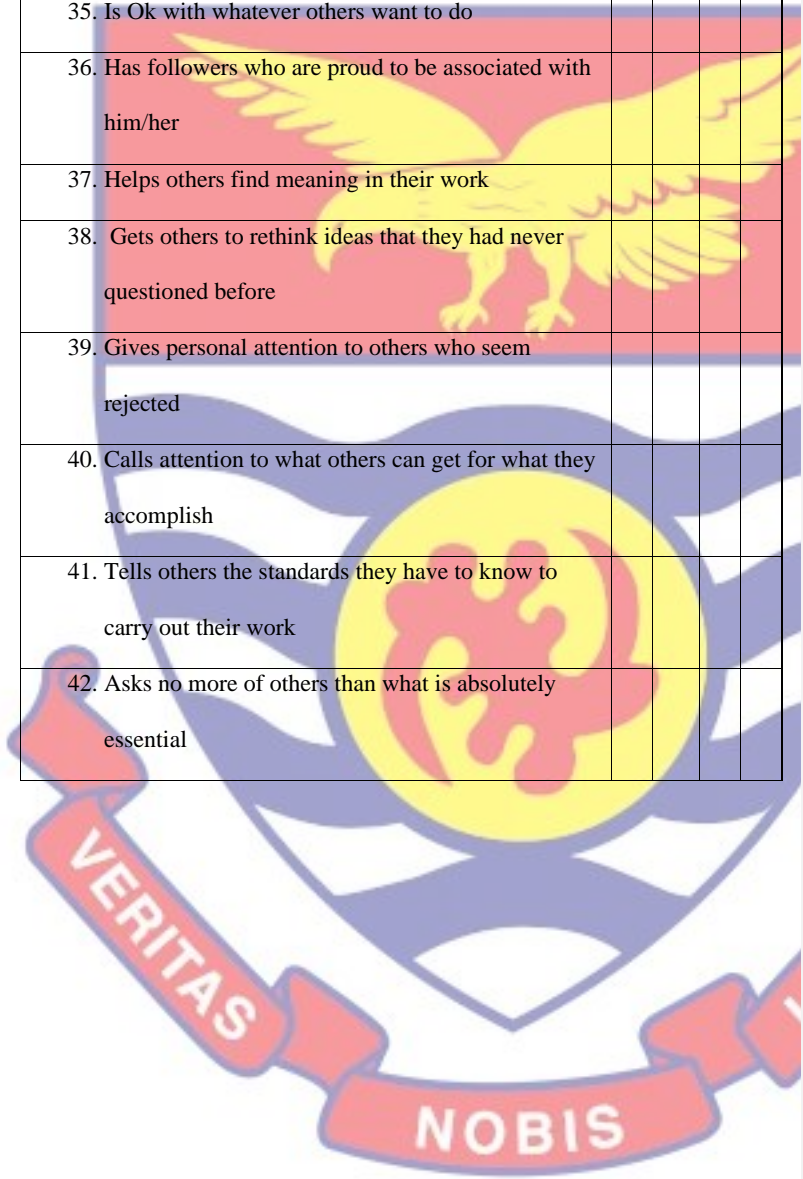 35. Is Ok with whatever others want to do
36. Has followers who are proud to be associated with
him/her
37. Helps others find meaning in their work
38. Gets others to rethink ideas that they had never
questioned before
39. Gives personal attention to others who seem
rejected
40. Calls attention to what others can get for what they
accomplish
41. Tells others the standards they have to know to
carry out their work
42. Asks no more of others than what is absolutely
essential
VERITAS
NOBIS